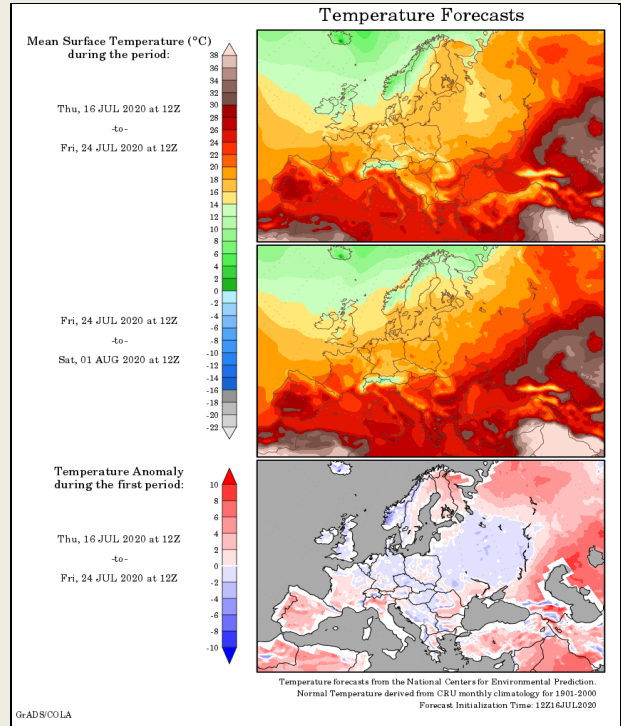 Temperature Forecasts
Mean Surface Temperature (°C)
during the period:
Thu, 16 JUL 2020 at 12Z
-to-
Fri, 24 JUL 2020 at 12Z
38
36
34
32
30
28
26
24
22
20
18
16
14
12
10
8
6
4
2
0
-2
-4
-6
-8
-10
-12
-14
-16
-18
-20
-22
Fri, 24 JUL 2020 at 12Z
-to-
Sat, 01 AUG 2020 at 12Z
Temperature Anomaly
during the first period:
Thu, 16 JUL 2020 at 12Z
-to-
Fri, 24 JUL 2020 at 12Z
10
8
6
4
2
0
-2
-4
-6
-8
-10
Temperature forecasts from the National Centers for Environmental Prediction.
Normal Temperature derived from CRU monthly climatology for 1901-2000
Forecast Initialization Time: 12Z16JUL2020
GrADS/COLA